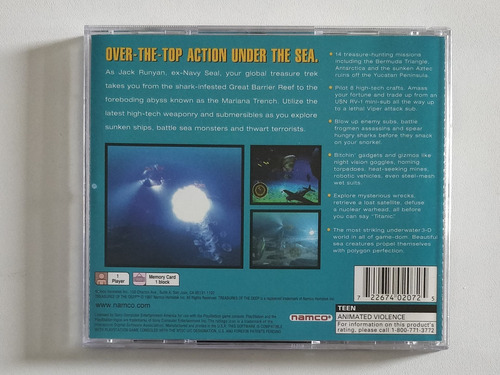 OVER-THE-TOP ACTION UNDER THE SEA.
As Jack Runyan, ex-Navy Seal, your global treasure trek
takes you from the shark-infested Great Barrier Reef to the
foreboding abyss known as the Mariana Trench. Utilize the
latest high-tech weaponry and submersibles as you explore
sunken ships, battle sea monsters and thwart terrorists.
• 14 treasure-hunting missions
including the Bermuda Triangle,
Antarctica and the sunken Aztec
ruins off the Yucatan Peninsula.
• Pilot 8 high-tech crafts. Amass
your fortune and trade up from an
USN RV-1 mini-sub all the way up
to a lethal Viper attack sub.
• Blow up enemy subs, battle
frogmen assassins and spear
hungry sharks before they snack
on your snorkel.
• Bitchin' gadgets and gizmos like
night vision goggles, homing
torpedoes, heat-seeking mines,
robotic vehicles, even steel-mesh
wet suits.
• Explore mysterious wrecks,
retrieve a lost satellite, defuse
a nuclear warhead, all before
you can say "Titanic".
• The most striking underwater 3-D
world in all of game-dom. Beautiful
sea creatures propel themselves
with polygon perfection.
1
Player
Memory Card
1 block
www.namco.com
namco
7 22674 02072 5
TEEN
ANIMATED VIOLENCE
For information on this product's
rating, please call 1-800-771-3772